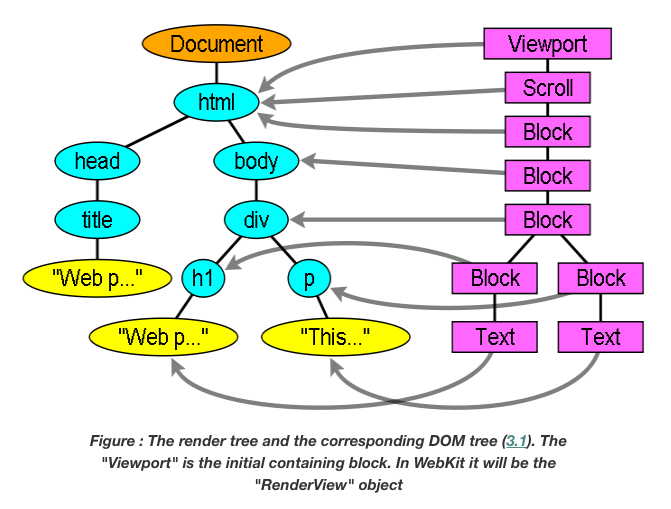 Document
Viewport
html
Scroll
Block
head
body
Block
title
div
Block
"Web p..."
h1
p
Block
Block
"Web p..."
"This..."
Text
Text
Figure : The render tree and the corresponding DOM tree (3.1). The
"Viewport" is the initial containing block. In WebKit it will be the
"RenderView" object